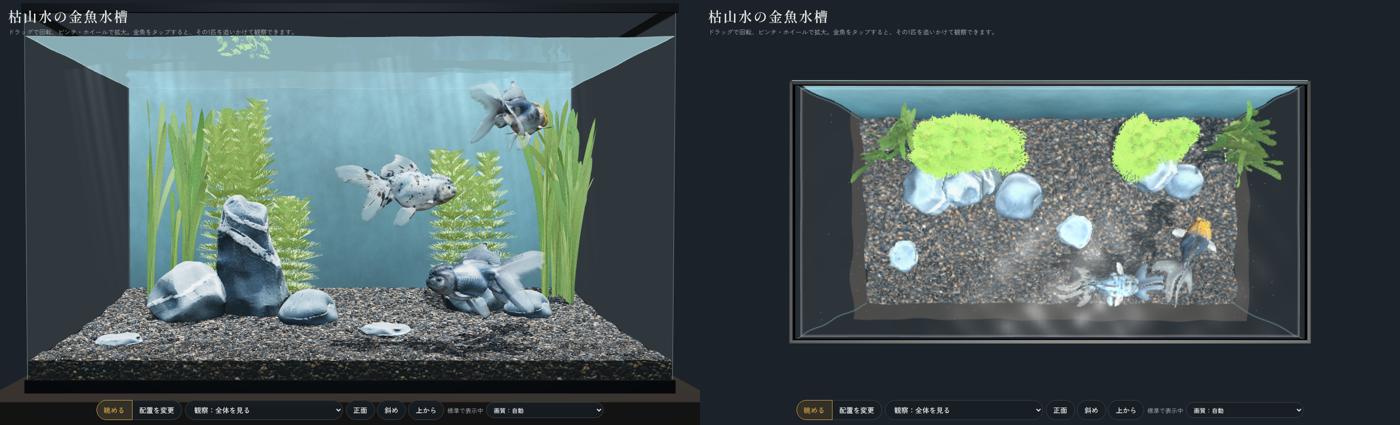 枯山水の金魚水槽
ドラッグで回転、ピンチ・ホイールで拡大。金魚をタップすると、その1匹を追いかけて観察できます。
眺める 配置を変更 観察：全体を見る 正面 斜め 上から 標準で表示中 画質：自動
枯山水の金魚水槽
ドラッグで回転、ピンチ・ホイールで拡大。金魚をタップすると、その1匹を追いかけて観察できます。
眺める 配置を変更 観察：全体を見る 正面 斜め 上から 標準で表示中 画質：自動